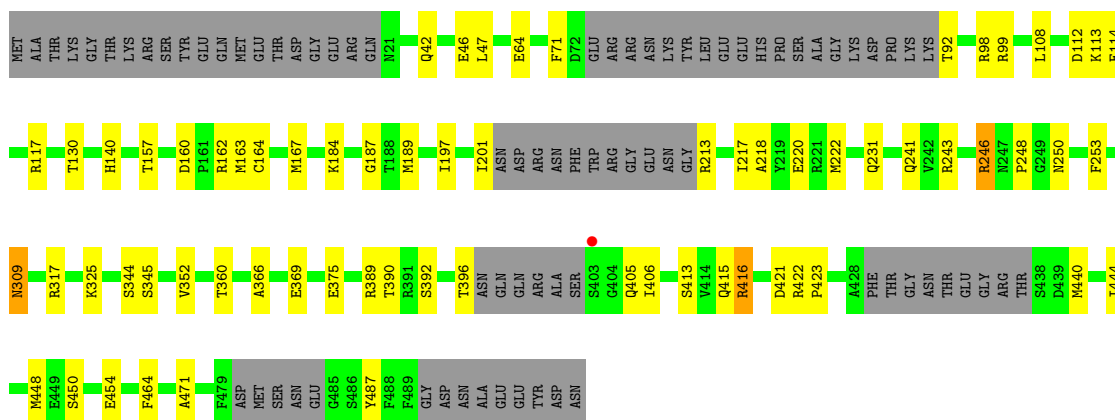 MET ALA THR LYS GLY THR LYS ARG SER TYR GLU GLN MET GLU THR ASP GLY GLU ARG GLN N21 Q42 E46 L47 E64 F71 D72 GLU ARG ARG ASN LYS TYR LEU GLU GLU HIS PRO SER ALA GLY LYS ASP PRO LYS LYS T92 R98 R99 L108 D112 K113
R117 T130 H140 T157 D160 P161 R162 M163 C164 M167 K184 G187 T188 M189 I197 I201 ASN ASP ARG ASN PHE TRP ARG GLY GLU ASN GLY R213 I217 A218 Y219 E220 R221 M222 Q231 Q241 V242 R243 R246 N247 P248 G249 N250 F253
N309 R317 K325 S344 S345 V352 T360 A366 E369 E375 R389 T390 R391 S392 T396 ASN GLN GLN ARG ALA SER S403 G404 Q405 I406 S413 V414 Q415 R416 D421 R422 P423 A428 PHE THR GLY ASN THR GLU GLY ARG THR S438 D439 M440
M448 E449 S450 E454 F464 A471 F479 ASP MET SER ASN GLU G485 S486 Y487 F488 F489 GLY ASP ASN ALA GLU GLU TYR ASP ASN